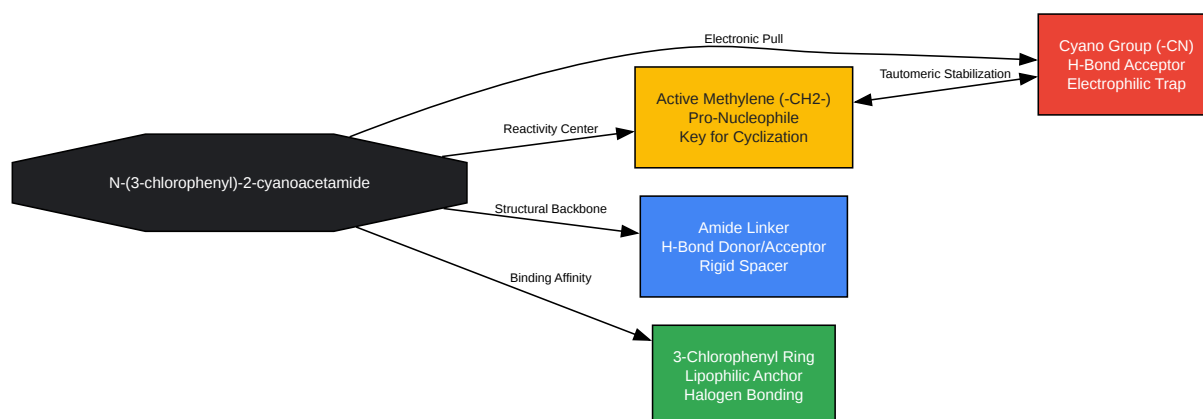 Electronic Pull
Cyano Group (-CN)
H-Bond Acceptor
Electrophilic Trap
Tautomeric Stabilization
Active Methylene (-CH2-)
Pro-Nucleophile
Key for Cyclization
Reactivity Center
N-(3-chlorophenyl)-2-cyanoacetamide
Structural Backbone
Amide Linker
H-Bond Donor/Acceptor
Rigid Spacer
Binding Affinity
3-Chlorophenyl Ring
Lipophilic Anchor
Halogen Bonding